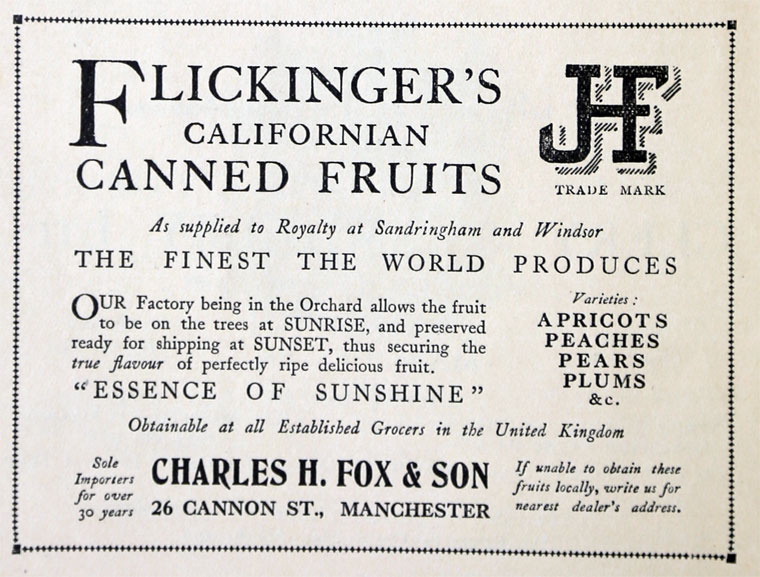 FLICKINGER'S
CALIFORNIAN
CANNED FRUITS
JHF
TRADE MARK
As supplied to Royalty at Sandringham and Windsor
THE FINEST THE WORLD PRODUCES
OUR Factory being in the Orchard allows the fruit
to be on the trees at SUNRISE, and preserved
ready for shipping at SUNSET, thus securing the
true flavour of perfectly ripe delicious fruit.
"ESSENCE OF SUNSHINE"
Varieties:
APRICOTS
PEACHES
PEARS
PLUMS
&c.
Obtainable at all Established Grocers in the United Kingdom
Sole
Importers
for over
30 years
CHARLES H. FOX & SON
26 CANNON ST., MANCHESTER
If unable to obtain these
fruits locally, write us for
nearest dealer's address.